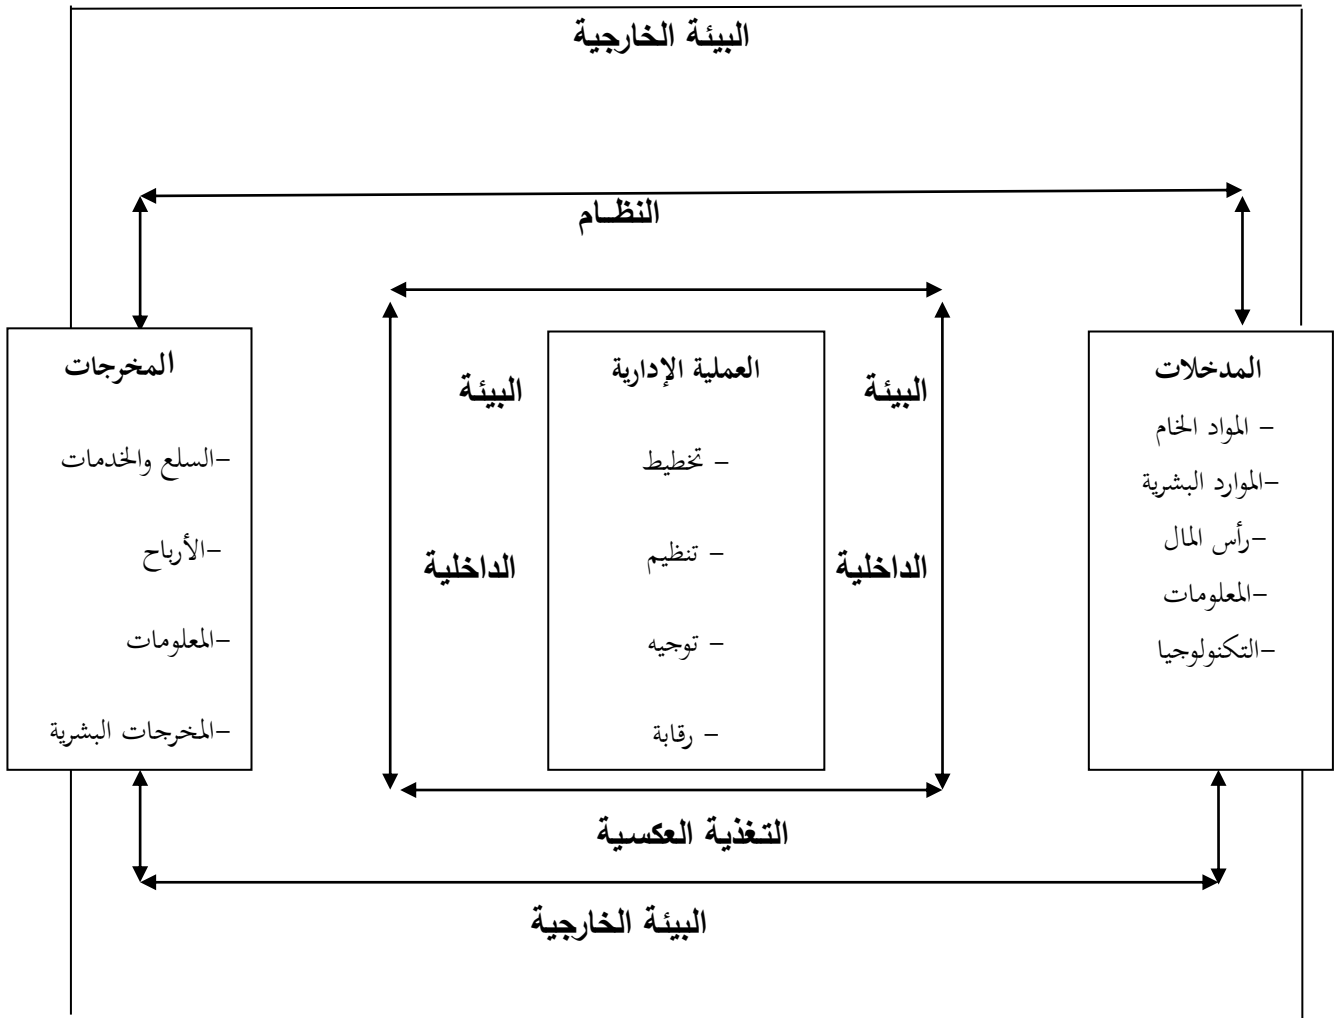 البيئة الخارجية
النظـام
المدخلات
- المواد الخام
-الموارد البشرية
-رأس المال
-المعلومات
-التكنولوجيا
البيئة
الداخلية
العملية الإدارية
- تخطيط
- تنظيم
- توجيه
- رقابة
البيئة
الداخلية
المخرجات
-السلع والخدمات
-الأرباح
-المعلومات
-المخرجات البشرية
التغذية العكسية
البيئة الخارجية